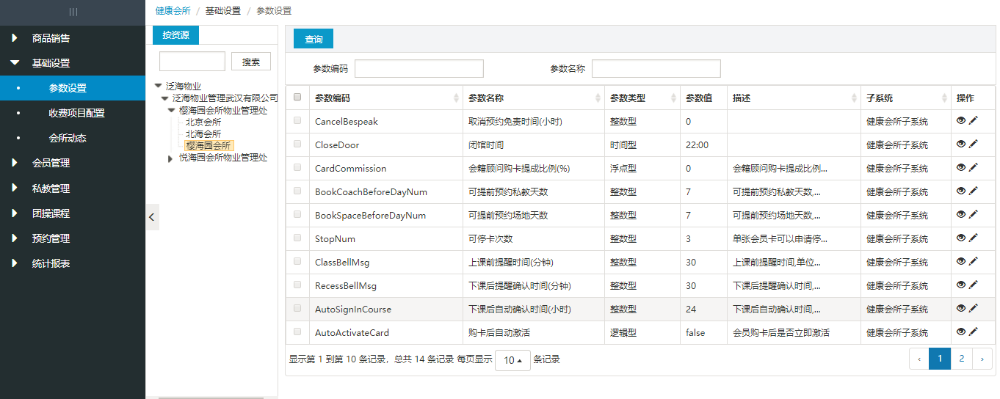 健康会所 / 基础设置 / 参数设置
商品销售
基础设置
参数设置
收费项目配置
会所动态
会员管理
私教管理
团操课程
预约管理
统计报表
按资源
搜索
泛海物业
泛海物业管理武汉有限公司
樱海园会所物业管理处
北京会所
北海会所
樱海园会所
悦海园会所物业管理处
查询
参数编码 参数名称
参数编码 参数名称 参数类型 参数值 描述 子系统 操作
CancelBespeak 取消预约免责时间(小时) 整数型 0 健康会所子系统
CloseDoor 闭馆时间 时间型 22:00 健康会所子系统
CardCommission 会籍顾问购卡提成比例(%) 浮点型 0 会籍顾问购卡提成比例... 健康会所子系统
BookCoachBeforeDayNum 可提前预约私教天数 整数型 7 可提前预约私教天数,... 健康会所子系统
BookSpaceBeforeDayNum 可提前预约场地天数 整数型 7 可提前预约场地天数,... 健康会所子系统
StopNum 可停卡次数 整数型 3 单张会员卡可以申请停... 健康会所子系统
ClassBellMsg 上课前提醒时间(分钟) 整数型 30 上课前提醒时间,单位... 健康会所子系统
RecessBellMsg 下课后提醒确认时间(分钟) 整数型 30 下课后提醒确认时间,... 健康会所子系统
AutoSignInCourse 下课后自动确认时间(小时) 整数型 24 下课后自动确认时间,... 健康会所子系统
AutoActivateCard 购卡后自动激活 逻辑型 false 会员购卡后是否立即激活 健康会所子系统
显示第 1 到第 10 条记录，总共 14 条记录 每页显示 10 条记录 ‹ 1 2 ›